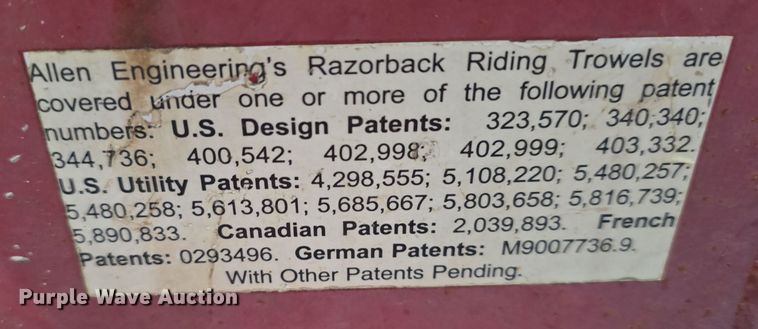 Allen Engineering's Razorback Riding Trowels are
covered under one or more of the following patent
numbers: U.S. Design Patents: 323,570; 340,340;
344,736; 400,542; 402,998; 402,999; 403,332.
U.S. Utility Patents: 4,298,555; 5,108,220; 5,480,257;
5,480,258; 5,613,801; 5,685,667; 5,803,658; 5,816,739;
5,890,833. Canadian Patents: 2,039,893. French
Patents: 0293496. German Patents: M9007736.9.
With Other Patents Pending.
Purple Wave Auction